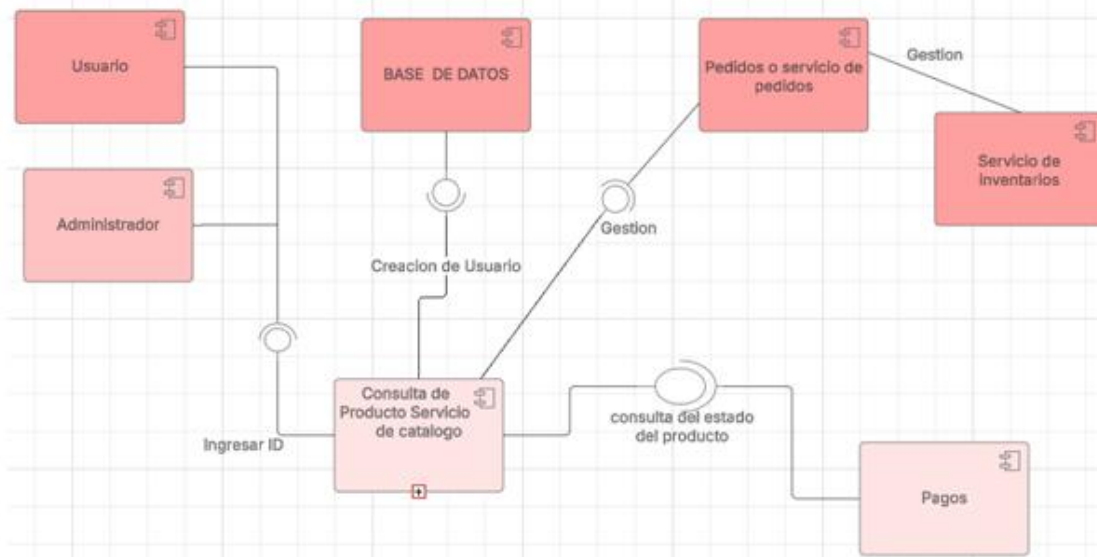 Usuario
BASE DE DATOS
Pedidos o servicio de
pedidos
Gestion
Servicio de
inventarios
Administrador
Gestion
Creacion de Usuario
Consulta de
Producto Servicio
de catalogo
Ingresar ID
consulta del estado
del producto
Pagos